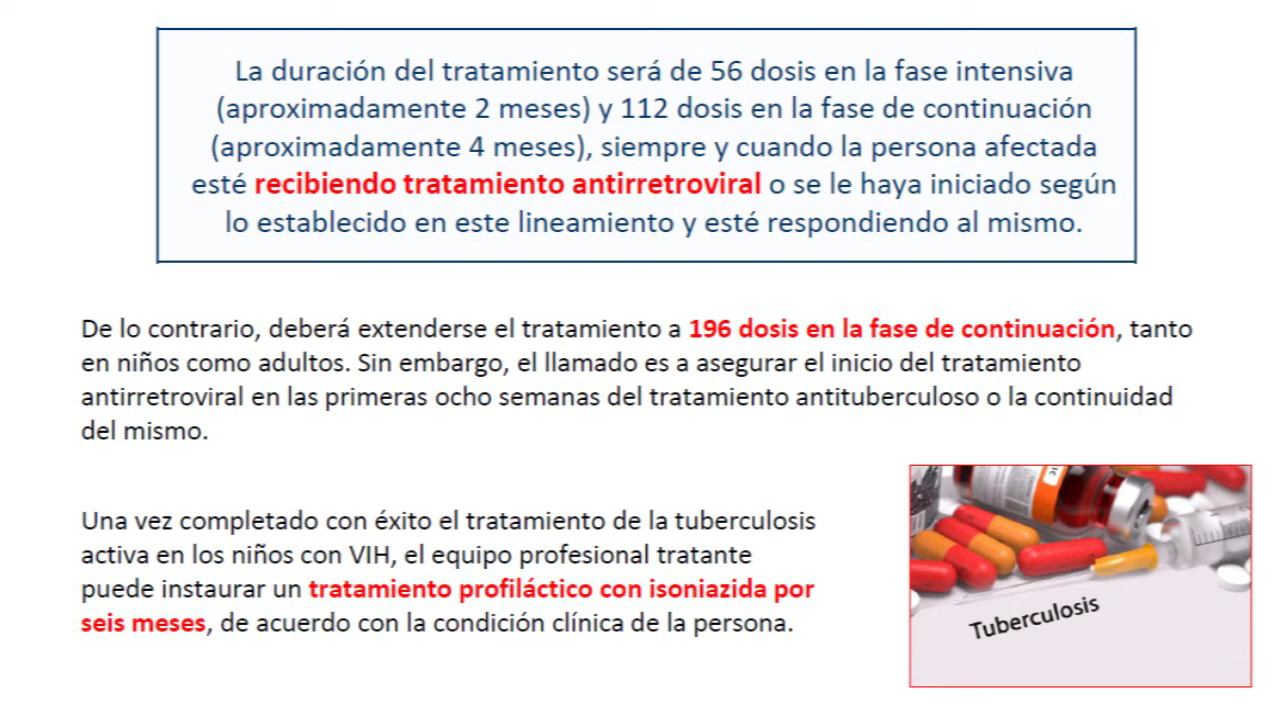 La duración del tratamiento será de 56 dosis en la fase intensiva
(aproximadamente 2 meses) y 112 dosis en la fase de continuación
(aproximadamente 4 meses), siempre y cuando la persona afectada
esté recibiendo tratamiento antirretroviral o se le haya iniciado según
lo establecido en este lineamiento y esté respondiendo al mismo.
De lo contrario, deberá extenderse el tratamiento a 196 dosis en la fase de continuación, tanto
en niños como adultos. Sin embargo, el llamado es a asegurar el inicio del tratamiento
antirretroviral en las primeras ocho semanas del tratamiento antituberculoso o la continuidad
del mismo.
Una vez completado con éxito el tratamiento de la tuberculosis
activa en los niños con VIH, el equipo profesional tratante
puede instaurar un tratamiento profiláctico con isoniazida por
seis meses, de acuerdo con la condición clínica de la persona.
Tuberculosis